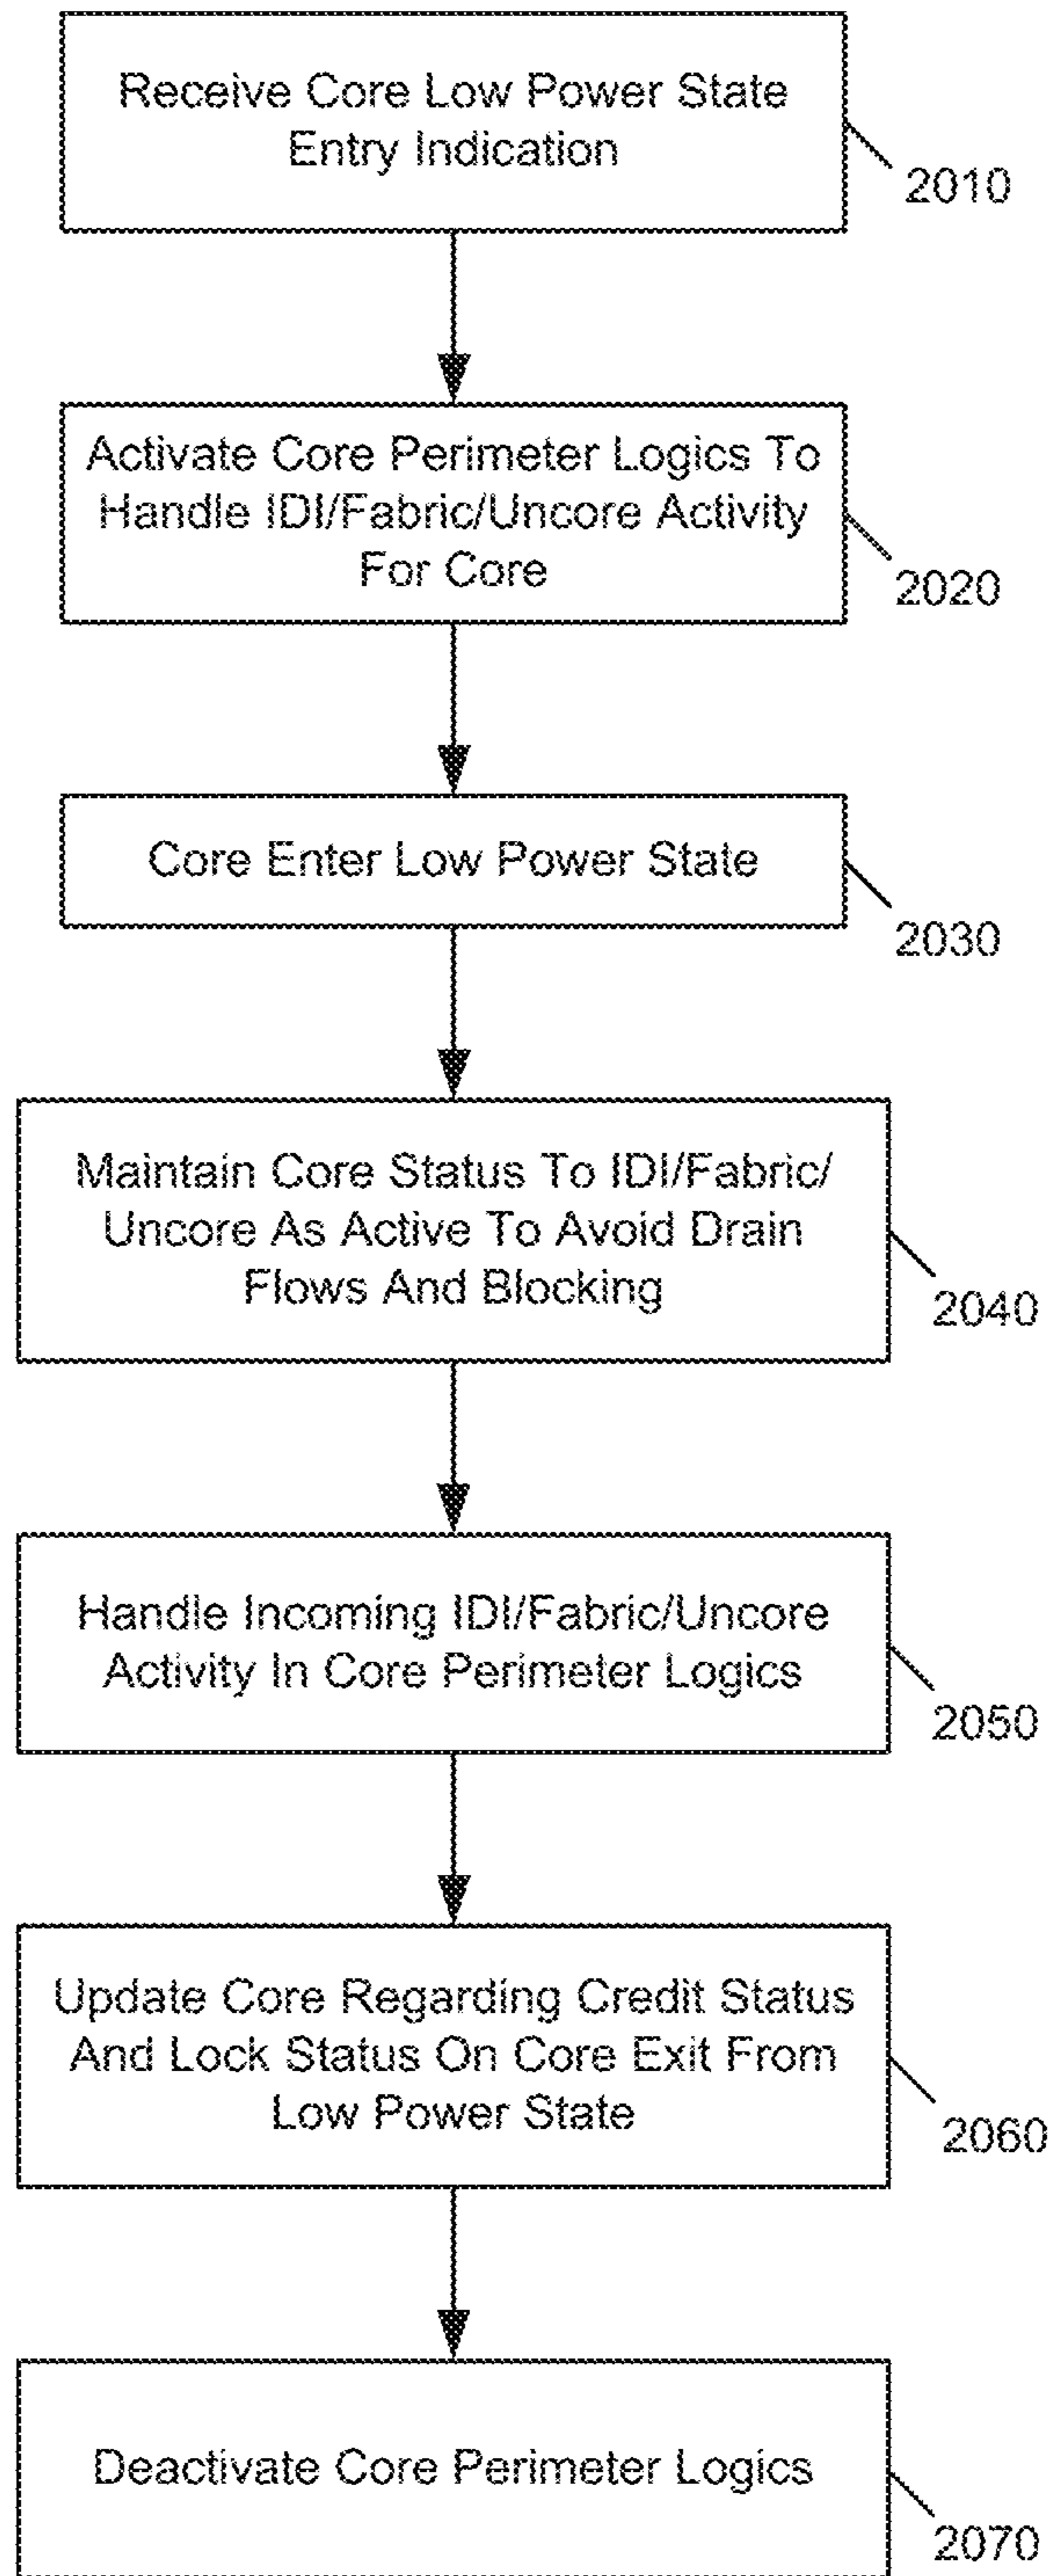 Receive Core Low Power State
Entry Indication
2010
Activate Core Perimeter Logics To
Handle IDI/Fabric/Uncore Activity
For Core
2020
Core Enter Low Power State
2030
Maintain Core Status To IDI/Fabric/
Uncore As Active To Avoid Drain
Flows And Blocking
2040
Handle Incoming IDI/Fabric/Uncore
Activity In Core Perimeter Logics
2050
Update Core Regarding Credit Status
And Lock Status On Core Exit From
Low Power State
2060
Deactivate Core Perimeter Logics
2070